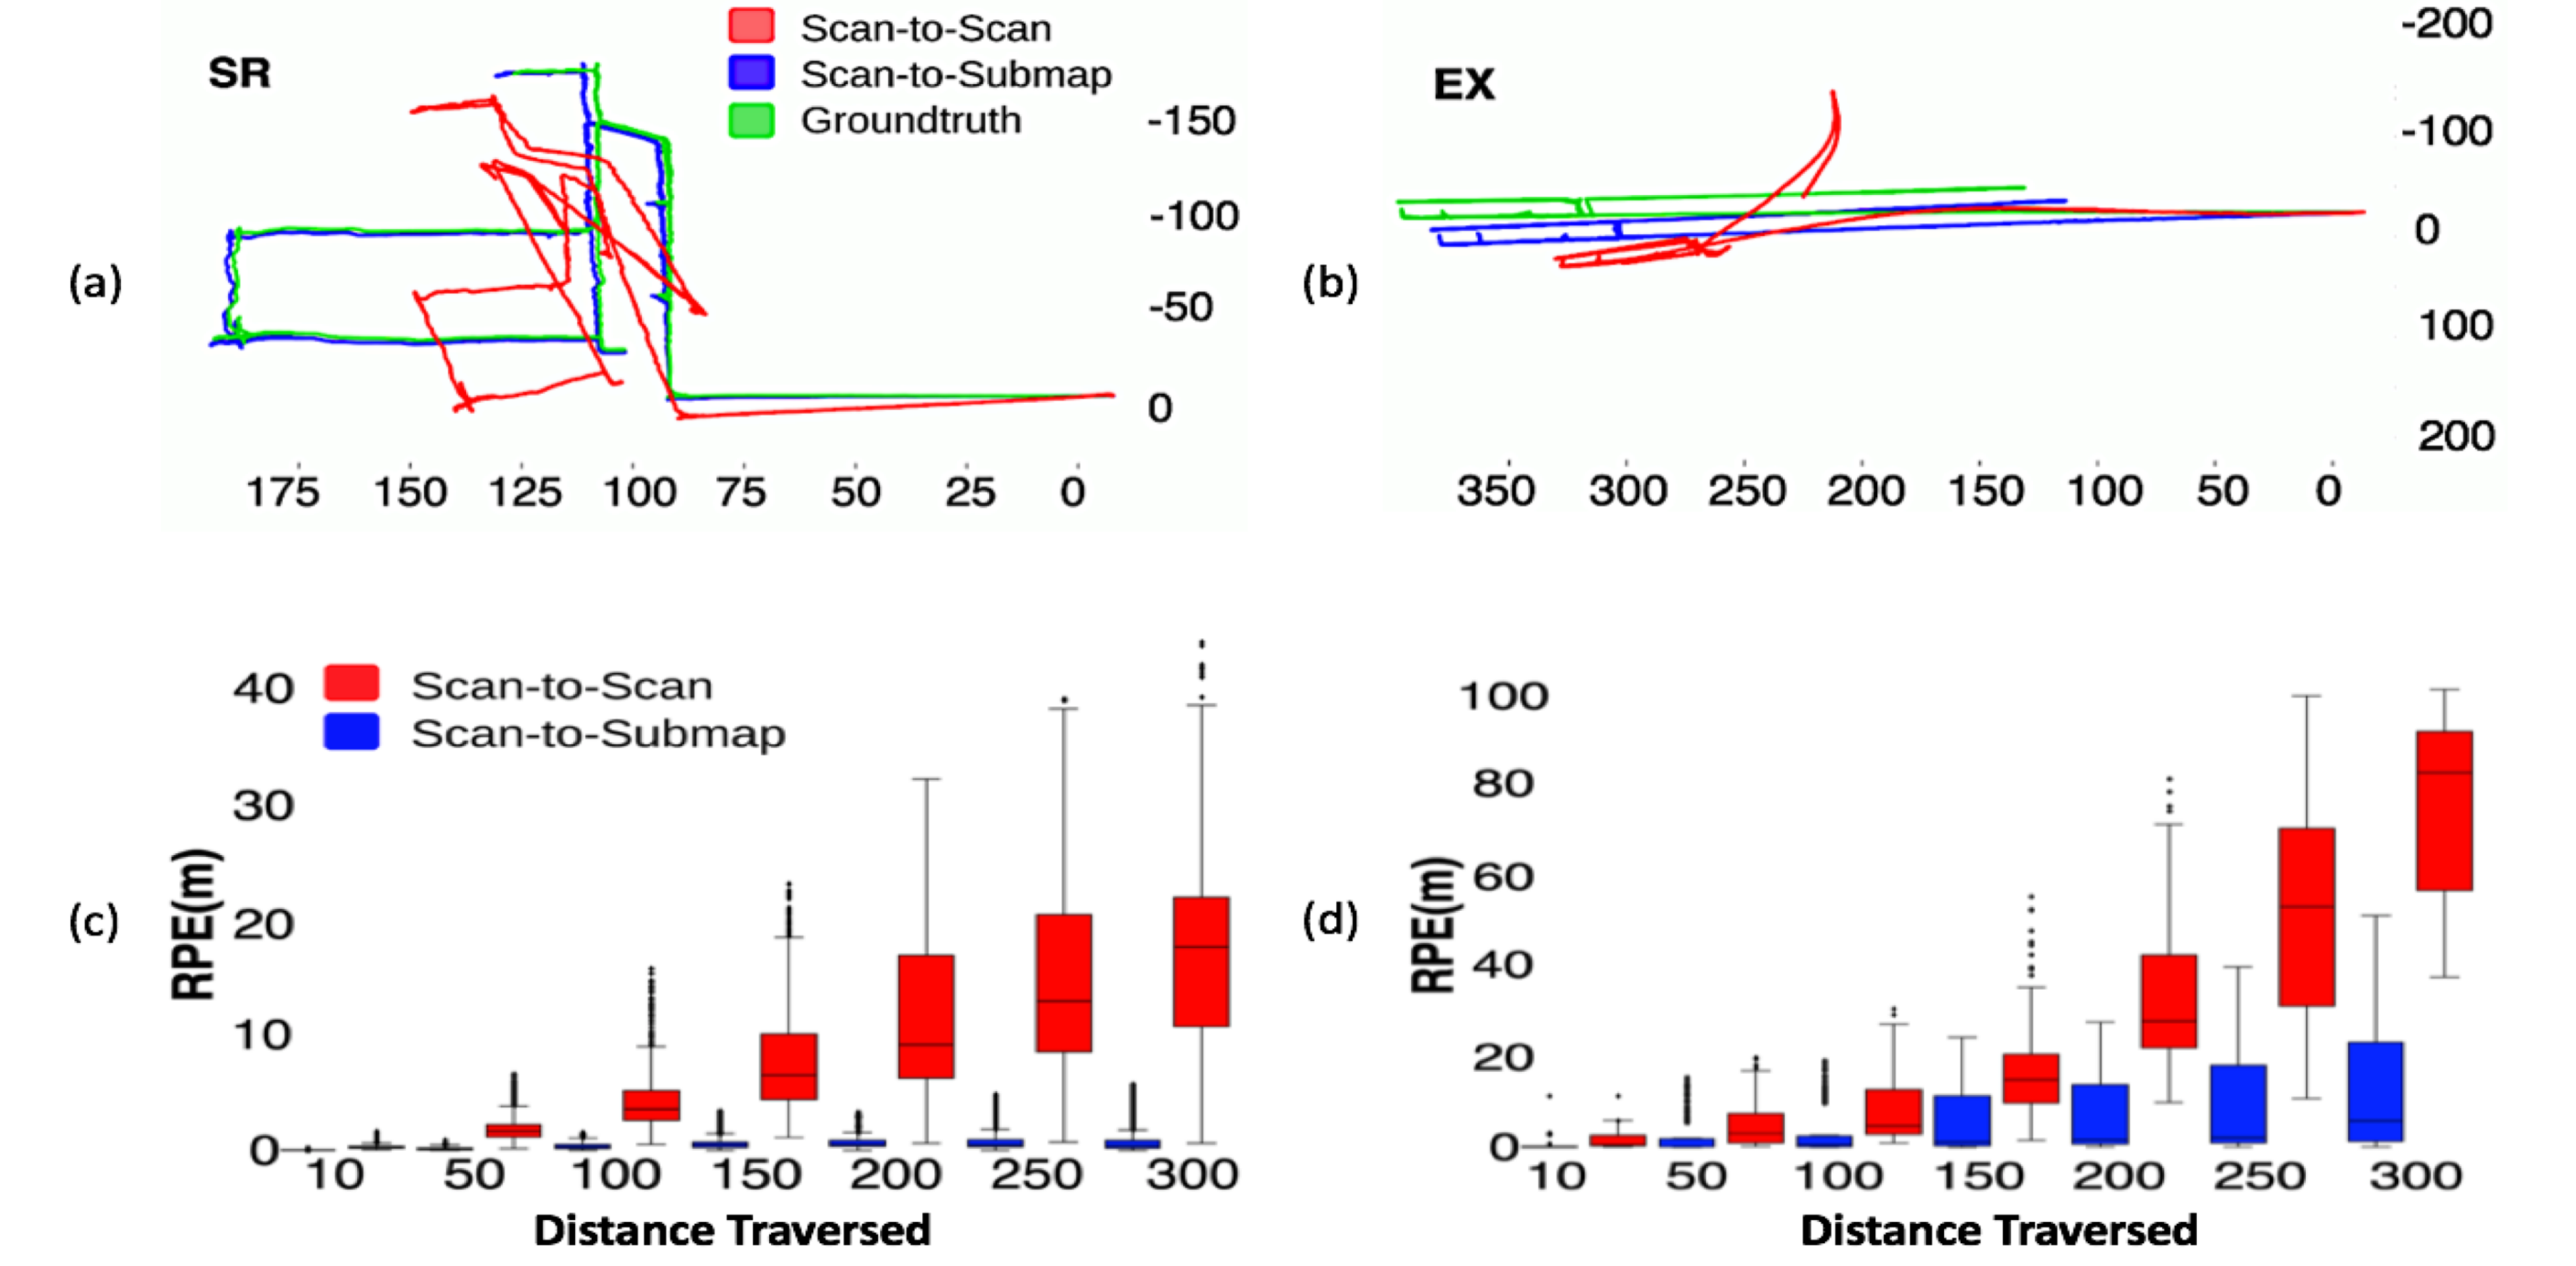 SR
Scan-to-Scan
Scan-to-Submap
Groundtruth
-150
-100
-50
0
175 150 125 100 75 50 25 0
(a)
EX
-200
-100
0
100
200
350 300 250 200 150 100 50 0
(b)
Scan-to-Scan
Scan-to-Submap
40
30
20
10
0
RPE(m)
10 50 100 150 200 250 300
Distance Traversed
(c)
100
80
60
40
20
0
RPE(m)
10 50 100 150 200 250 300
Distance Traversed
(d)